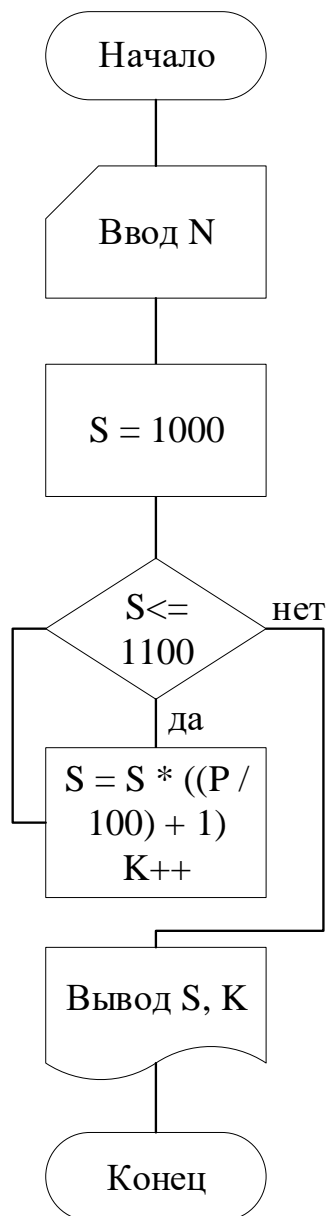 Начало
Ввод N
S = 1000
S<=
1100
нет
да
S = S * ((P /
100) + 1)
K++
Вывод S, K
Конец